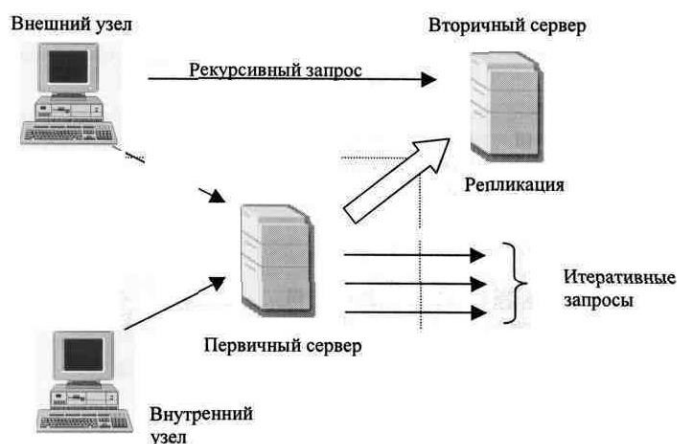 Внешний узел
Вторичный сервер
Рекурсивный запрос
Репликация
Итеративные
запросы
Первичный сервер
Внутренний
узел